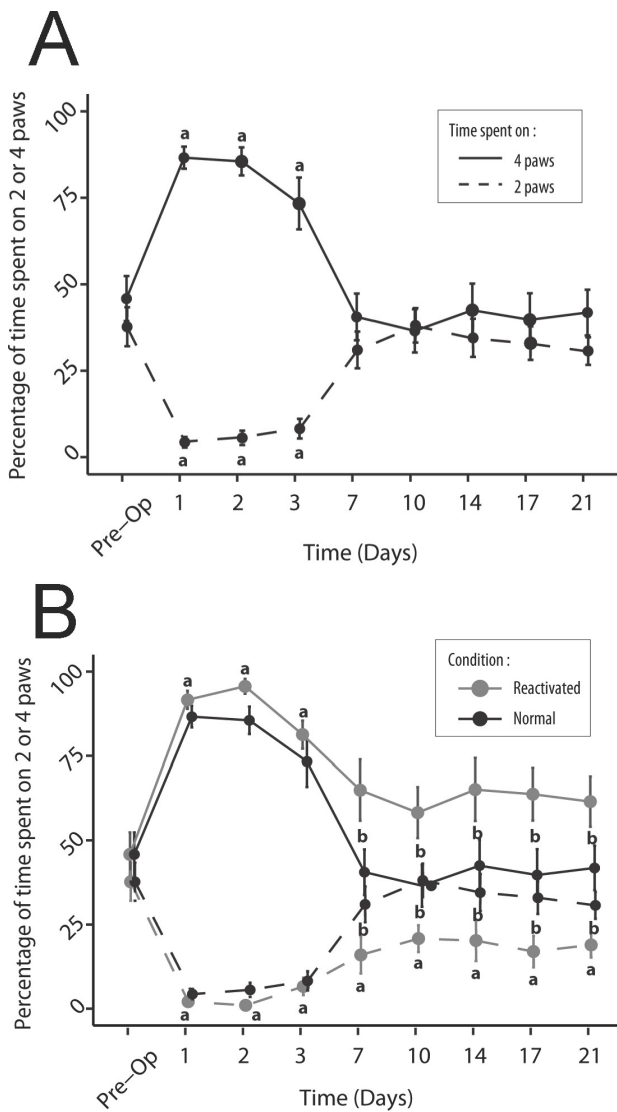 A
Percentage of time spent on 2 or 4 paws
100
75
50
25
0
a
a
a
a
a
a
Time spent on :
4 paws
2 paws
Pre–Op
1
2
3
7
10
14
17
21
Time (Days)
B
Percentage of time spent on 2 or 4 paws
100
75
50
25
0
Condition :
Reactivated
Normal
a
a
a
b
b
b
b
b
b
b
b
b
b
a
a
a
a
a
a
a
a
Pre–Op
1
2
3
7
10
14
17
21
Time (Days)